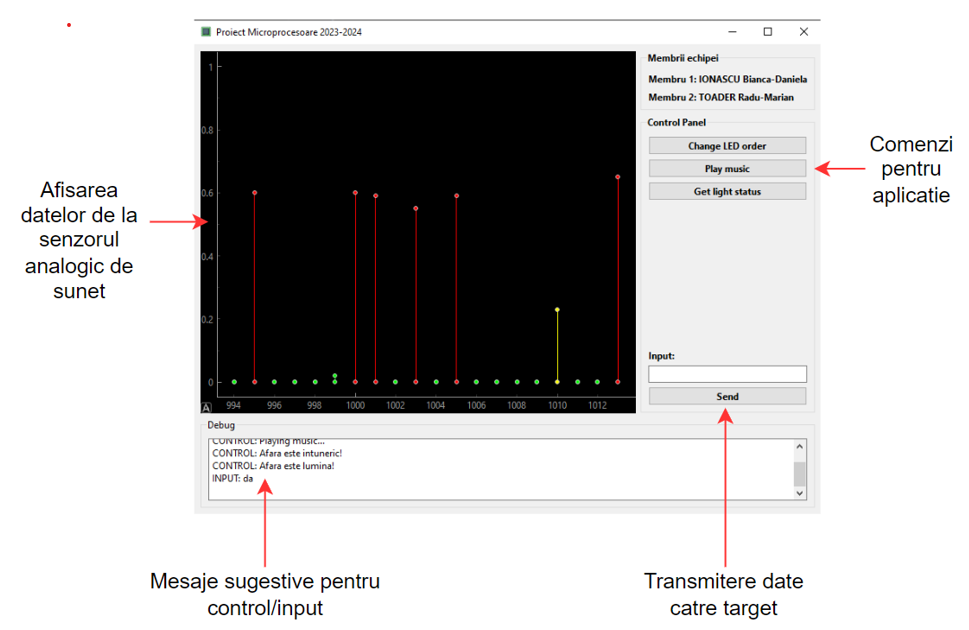 Proiect Microprocesoare 2023-2024
Membrii echipei
Membru 1: IONASCU Bianca-Daniela
Membru 2: TOADER Radu-Marian
Control Panel
Change LED order
Play music
Get light status
Comenzi
pentru
aplicatie
Afisarea
datelor de la
senzorul
analogic de
sunet
1
0.8
0.6
0.4
0.2
0
994 996 998 1000 1002 1004 1006 1008 1010 1012
A
Input:
Send
Debug
CONTROL: Playing music...
CONTROL: Afara este intuneric!
CONTROL: Afara este lumina!
INPUT: da
Mesaje sugestive pentru
control/input
Transmitere date
catre target